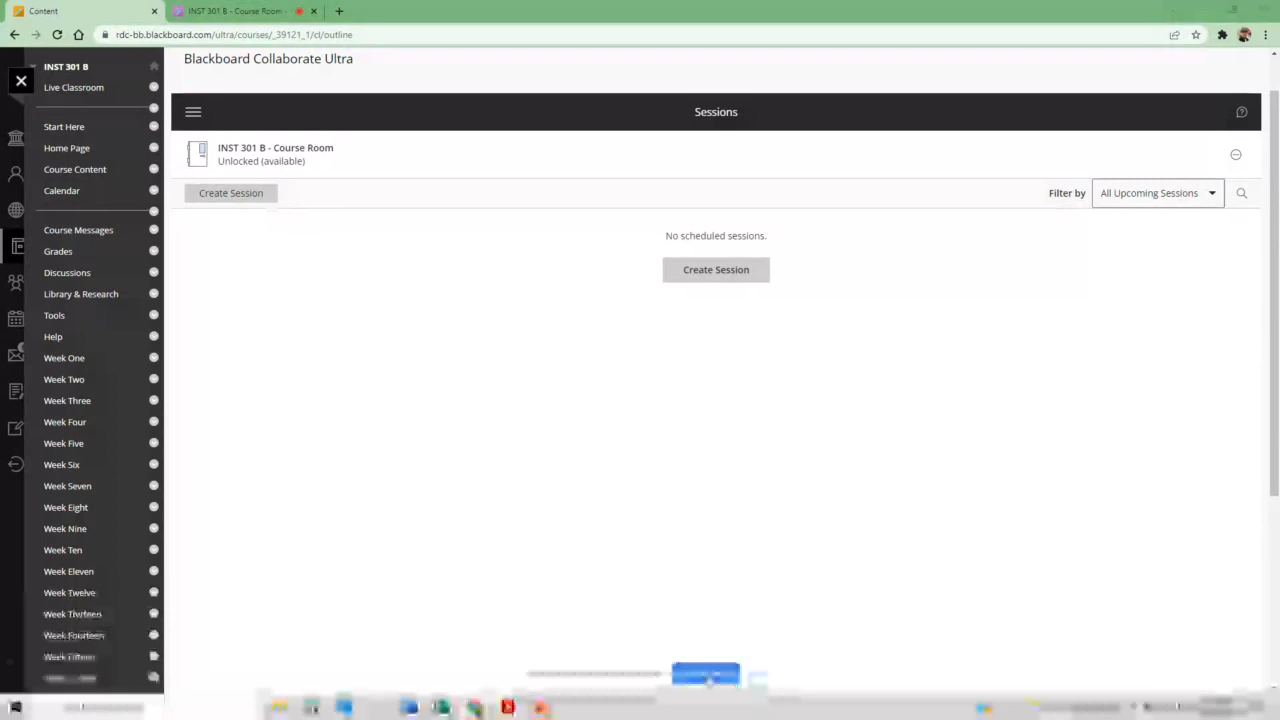 Content
INST 301 B - Course Room -
rdc-bb.blackboard.com/ultra/courses/_39121_1/cl/outline
INST 301 B
Live Classroom
Start Here
Home Page
Course Content
Calendar
Course Messages
Grades
Discussions
Library & Research
Tools
Help
Week One
Week Two
Week Three
Week Four
Week Five
Week Six
Week Seven
Week Eight
Week Nine
Week Ten
Week Eleven
Week Twelve
Week Thirteen
Week Fourteen
Week Fifteen
Blackboard Collaborate Ultra
Sessions
INST 301 B - Course Room
Unlocked (available)
Create Session
Filter by
All Upcoming Sessions
No scheduled sessions.
Create Session